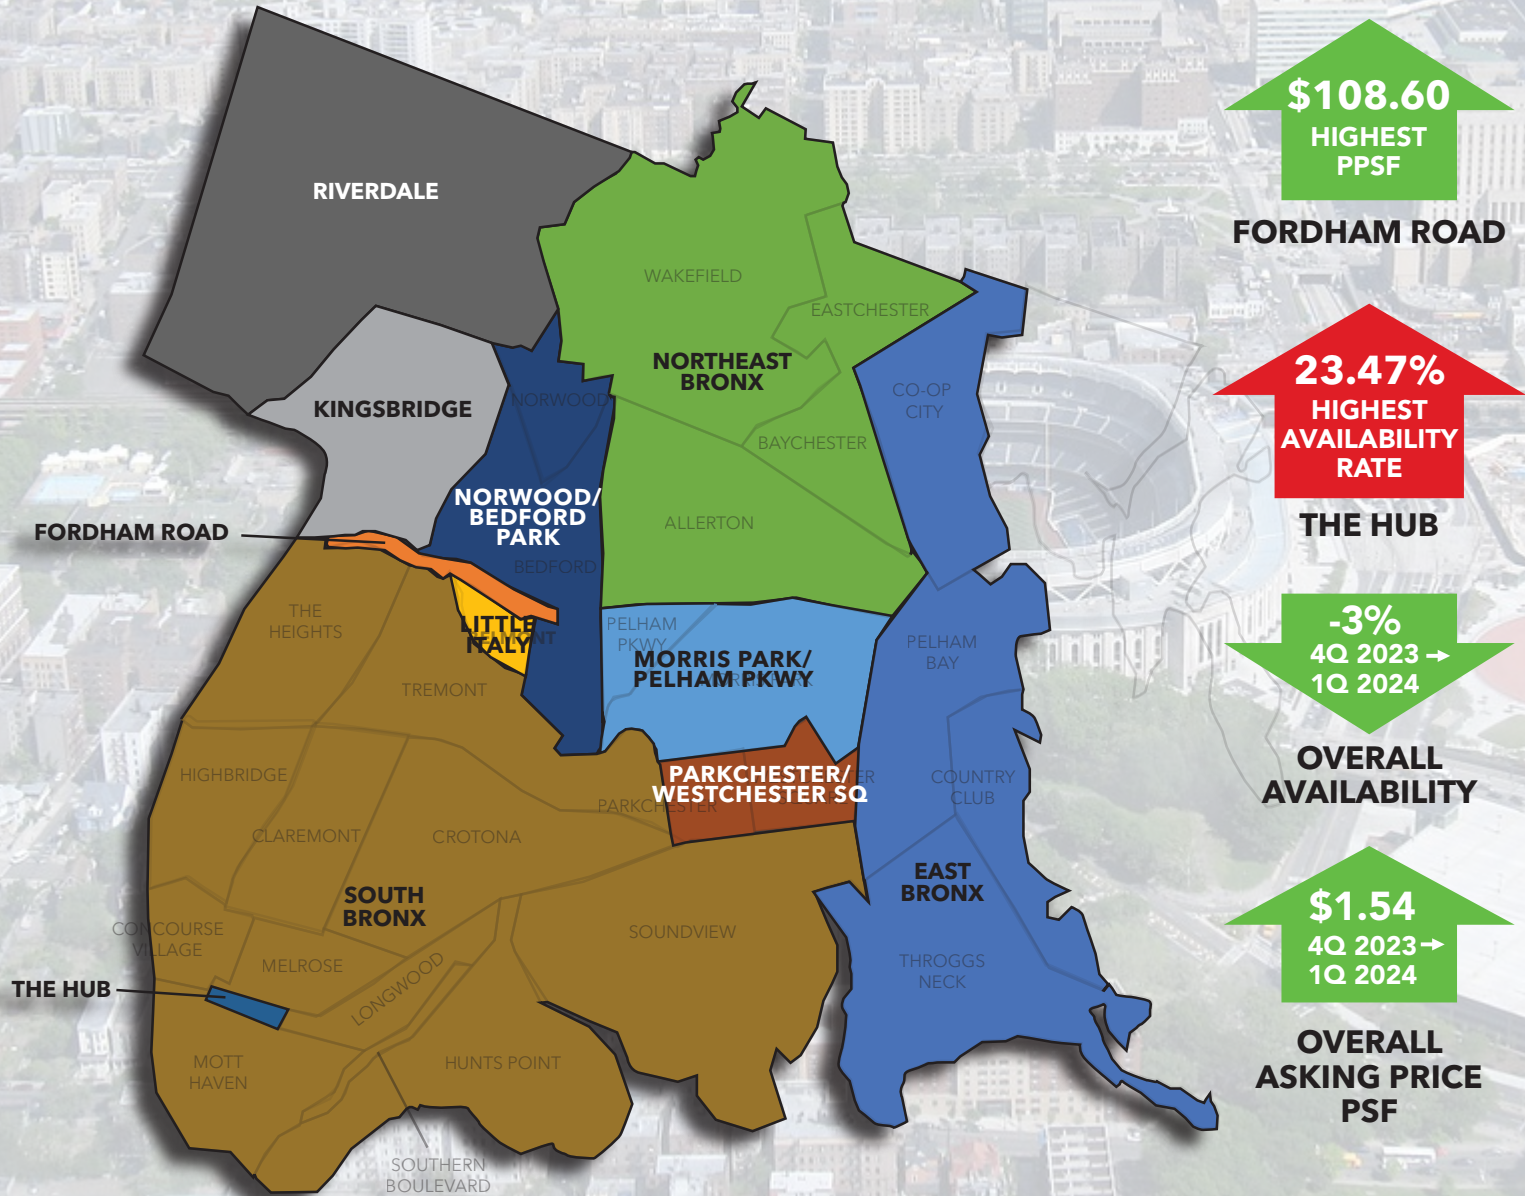 RIVERDALE
WAKEFIELD
EASTCHESTER
NORTHEAST
BRONX
KINGSBRIDGE
NORWOOD
CO-OP
CITY
BAYCHESTER
NORWOOD/
BEDFORD
PARK
FORDHAM ROAD
ALLERTON
BEDFORD
THE
HEIGHTS
LITTLE
ITALY
PELHAM
PKWY
MORRIS PARK/
PELHAM PKWY
PELHAM
BAY
TREMONT
HIGHBRIDGE
PARKCHESTER/
WESTCHESTER SQ
PARKCHESTER
COUNTRY
CLUB
CLAREMONT
CROTONA
SOUTH
BRONX
EAST
BRONX
CONCOURSE
VILLAGE
SOUNDVIEW
MELROSE
LONGWOOD
THROGGS
NECK
THE HUB
MOTT
HAVEN
HUNTS POINT
SOUTHERN
BOULEVARD
$108.60
HIGHEST
PPSF
FORDHAM ROAD
23.47%
HIGHEST
AVAILABILITY
RATE
THE HUB
-3%
4Q 2023 →
1Q 2024
OVERALL
AVAILABILITY
$1.54
4Q 2023 →
1Q 2024
OVERALL
ASKING PRICE
PSF